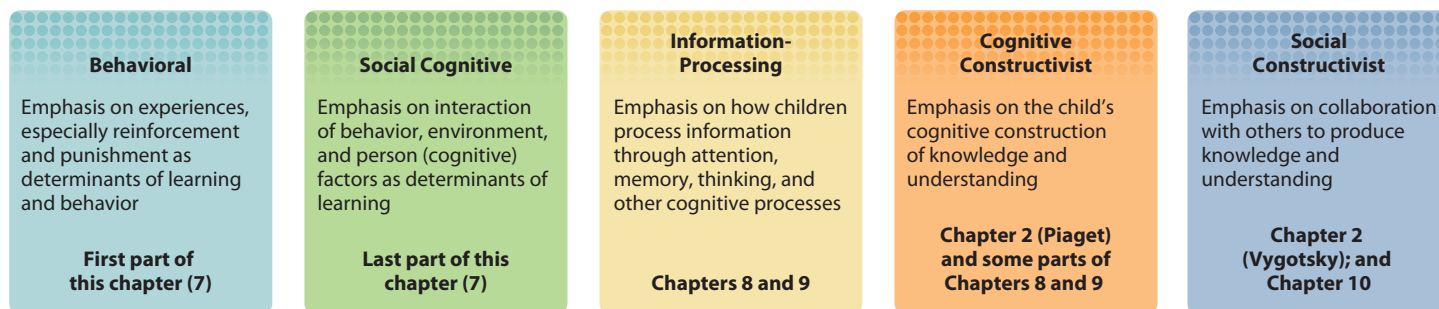 Behavioral
Emphasis on experiences,
especially reinforcement
and punishment as
determinants of learning
and behavior
First part of
this chapter (7)
Social Cognitive
Emphasis on interaction
of behavior, environment,
and person (cognitive)
factors as determinants of
learning
Last part of this
chapter (7)
Information-
Processing
Emphasis on how children
process information
through attention,
memory, thinking, and
other cognitive processes
Chapters 8 and 9
Cognitive
Constructivist
Emphasis on the child’s
cognitive construction
of knowledge and
understanding
Chapter 2 (Piaget)
and some parts of
Chapters 8 and 9
Social
Constructivist
Emphasis on collaboration
with others to produce
knowledge and
understanding
Chapter 2
(Vygotsky); and
Chapter 10